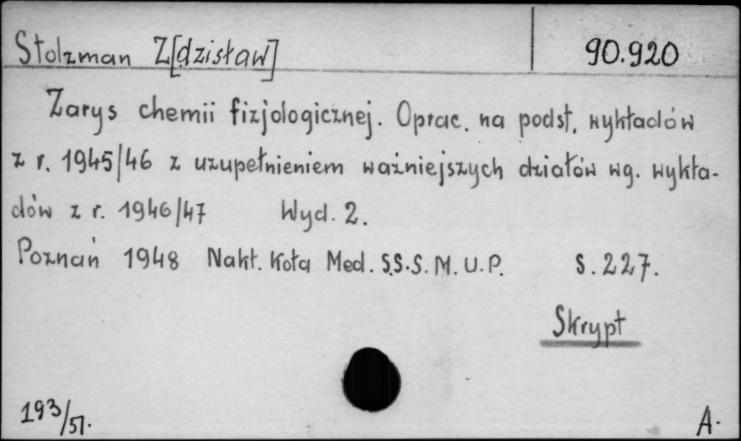 Stolzman Z[dzisław] 90.920
Zarys chemii fizjologicznej. Oprac. na podst. wykładów
z r. 1945/46 z uzupełnieniem ważniejszych działów wg. wykła-
dów z r. 1946/47 Wyd. 2.
Poznań 1948 Nakł. Koła Med. S.S.S.M.U.P. S. 227.
Skrypt
193/51. A.